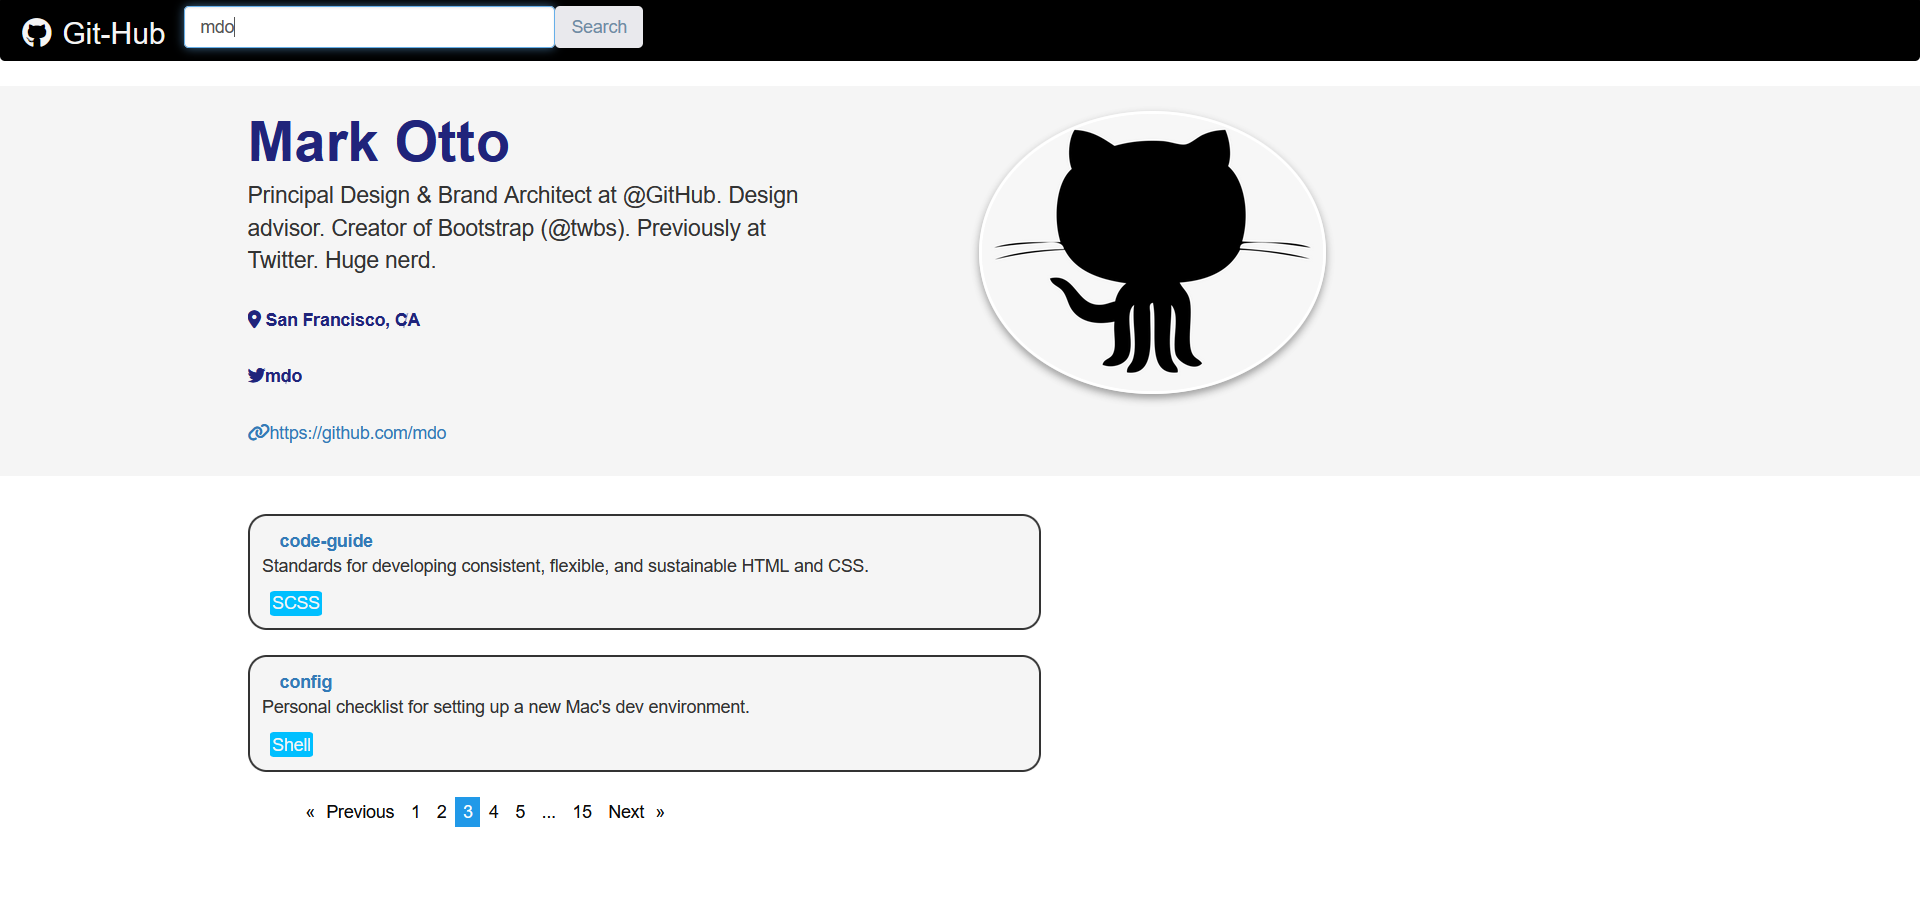 Git-Hub mdo Search
Mark Otto
Principal Design & Brand Architect at @GitHub. Design
advisor. Creator of Bootstrap (@twbs). Previously at
Twitter. Huge nerd.
San Francisco, CA
mdo
https://github.com/mdo
code-guide
Standards for developing consistent, flexible, and sustainable HTML and CSS.
SCSS
config
Personal checklist for setting up a new Mac's dev environment.
Shell
« Previous 1 2 3 4 5 ... 15 Next »